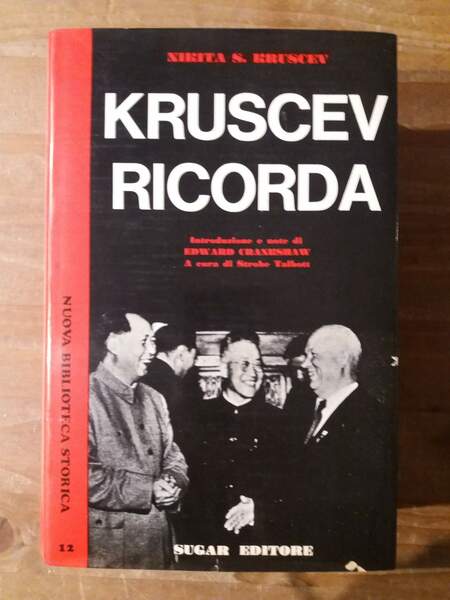 NIKITA S. KRUSCEV
KRUSCEV
RICORDA
Introduzione e note di
EDWARD CRANKSHAW
A cura di Strobe Talbott
NUOVA BIBLIOTECA STORICA
12
SUGAR EDITORE